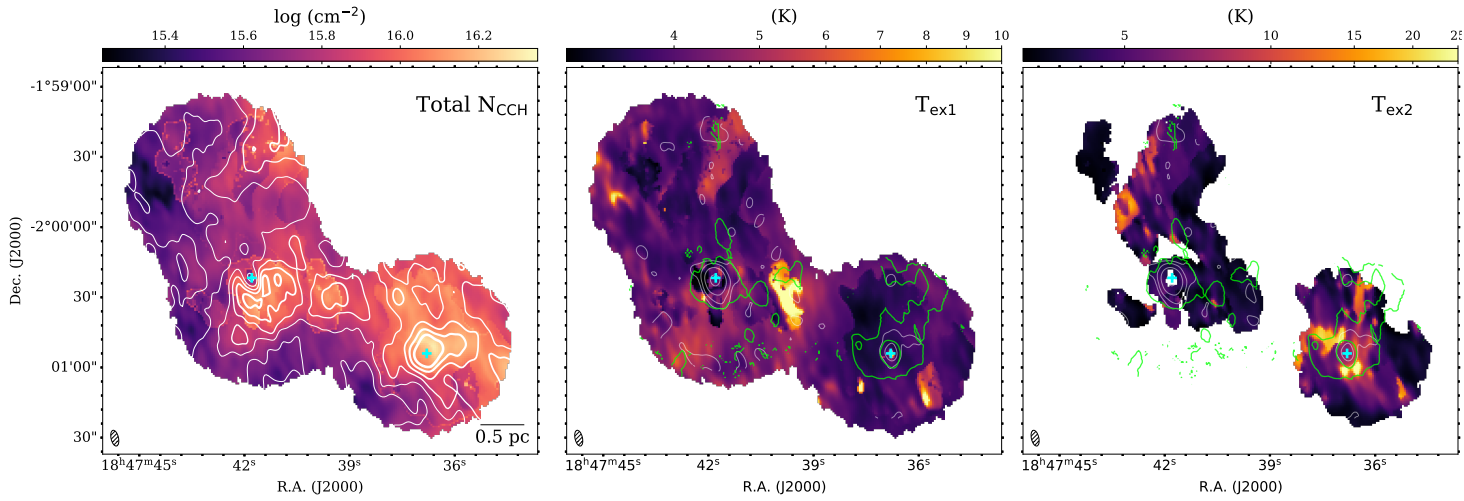 log (cm⁻²)
15.4 15.6 15.8 16.0 16.2
Total N_CCH
-1°59'00"
30"
-2°00'00"
30"
01'00"
30"
Dec. (J2000)
0.5 pc
18ʰ47ᵐ45ˢ 42ˢ 39ˢ 36ˢ
R.A. (J2000)
(K)
4 5 6 7 8 9 10
T_ex1
18ʰ47ᵐ45ˢ 42ˢ 39ˢ 36ˢ
R.A. (J2000)
(K)
5 10 15 20 25
T_ex2
18ʰ47ᵐ45ˢ 42ˢ 39ˢ 36ˢ
R.A. (J2000)